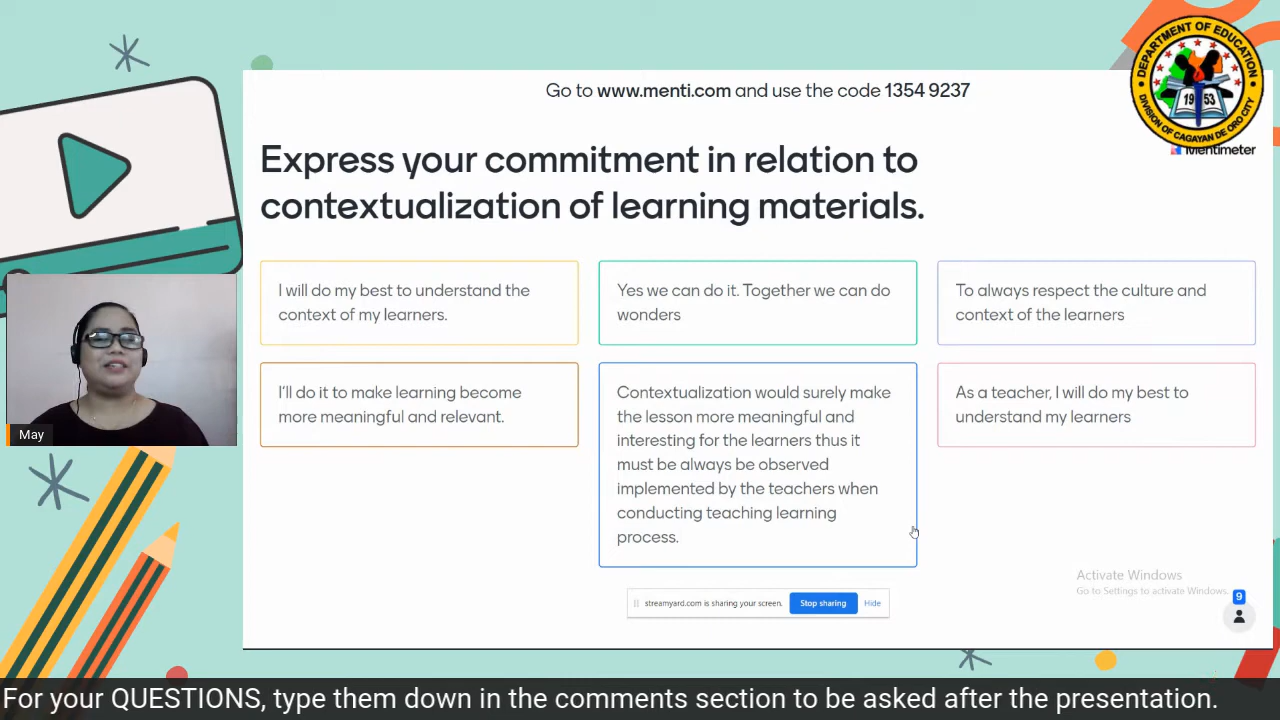 Go to www.menti.com and use the code 1354 9237
DEPARTMENT OF EDUCATION
1953
DIVISION OF CAGAYAN DE ORO CITY
Mentimeter
Express your commitment in relation to
contextualization of learning materials.
I will do my best to understand the
context of my learners.
Yes we can do it. Together we can do
wonders
To always respect the culture and
context of the learners
I'll do it to make learning become
more meaningful and relevant.
Contextualization would surely make
the lesson more meaningful and
interesting for the learners thus it
must be always be observed
implemented by the teachers when
conducting teaching learning
process.
As a teacher, I will do my best to
understand my learners
May
Activate Windows
Go to Settings to activate Windows.
9
streamyard.com is sharing your screen.
Stop sharing
Hide
For your QUESTIONS, type them down in the comments section to be asked after the presentation.